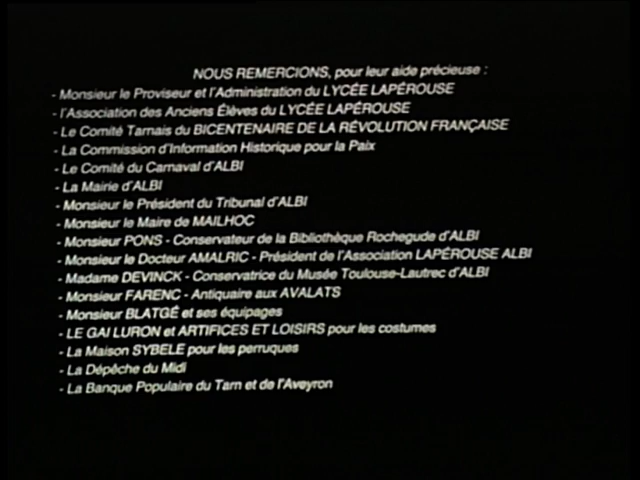 NOUS REMERCIONS, pour leur aide précieuse :
- Monsieur le Proviseur et l'Administration du LYCÉE LAPÉROUSE
- l'Association des Anciens Élèves du LYCÉE LAPÉROUSE
- Le Comité Tarnais du BICENTENAIRE DE LA RÉVOLUTION FRANÇAISE
- La Commission d'Information Historique pour la Paix
- Le Comité du Carnaval d'ALBI
- La Mairie d'ALBI
- Monsieur le Président du Tribunal d'ALBI
- Monsieur le Maire de MAILHOC
- Monsieur PONS - Conservateur de la Bibliothèque Rochegude d'ALBI
- Monsieur le Docteur AMALRIC - Président de l'Association LAPÉROUSE ALBI
- Madame DEVINCK - Conservatrice du Musée Toulouse-Lautrec d'ALBI
- Monsieur FARENC - Antiquaire aux AVALATS
- Monsieur BLATGÉ et ses équipages
- LE GAI LURON et ARTIFICES ET LOISIRS pour les costumes
- La Maison SYBELE pour les perruques
- La Dépêche du Midi
- La Banque Populaire du Tarn et de l'Aveyron